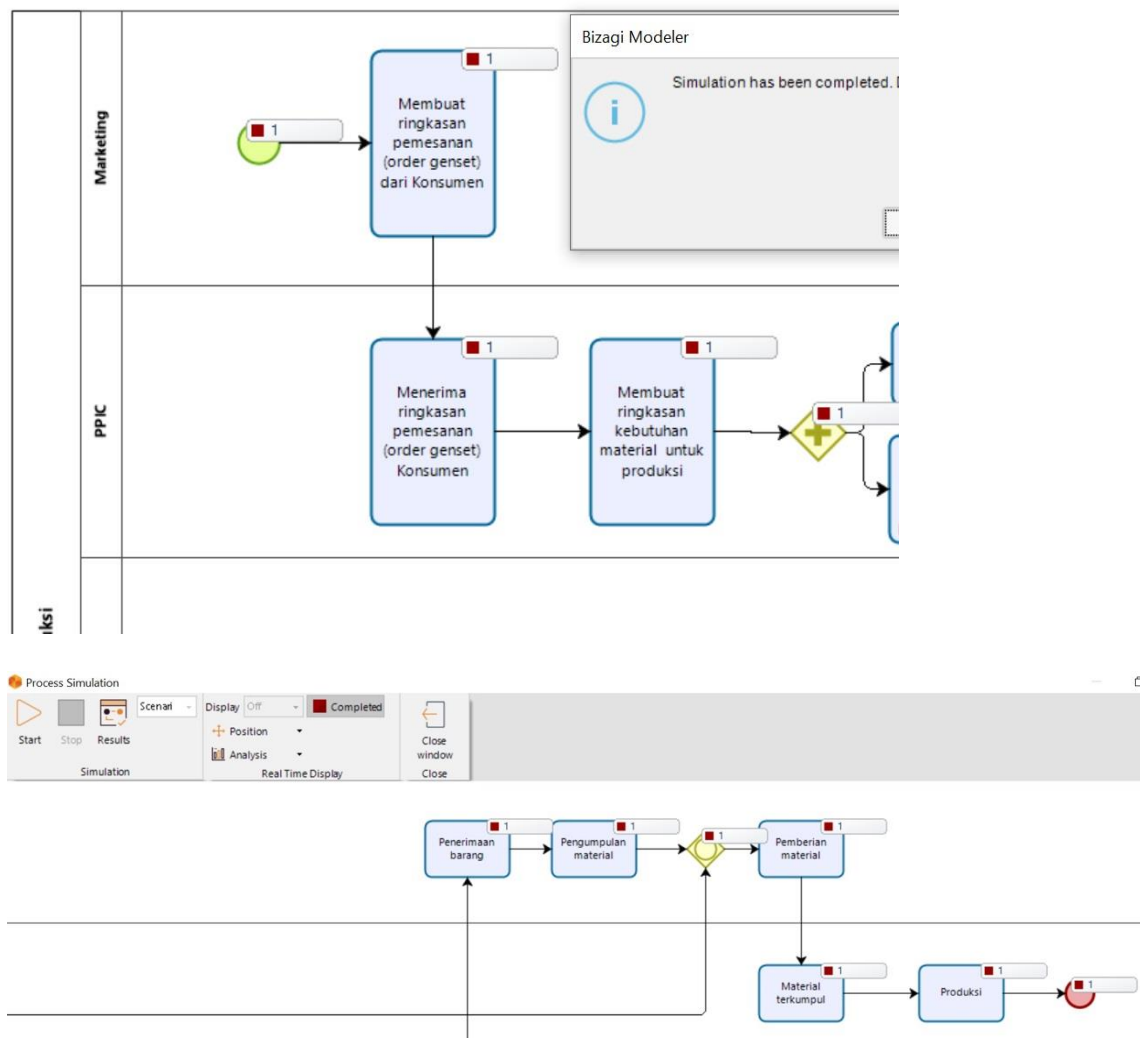 Bizagi Modeler
Simulation has been completed.
1
1
Marketing
Membuat
ringkasan
pemesanan
(order genset)
dari Konsumen
1
1
1
PPIC
Menerima
ringkasan
pemesanan
(order genset)
Konsumen
Membuat
ringkasan
kebutuhan
material untuk
produksi
ksi
Process Simulation
Start
Stop
Results
Scenari
Display Off
Completed
Position
Analysis
Close
window
Simulation
Real Time Display
Close
1
1
1
1
Penerimaan
barang
Pengumpulan
material
Pemberian
material
1
1
1
Material
terkumpul
Produksi